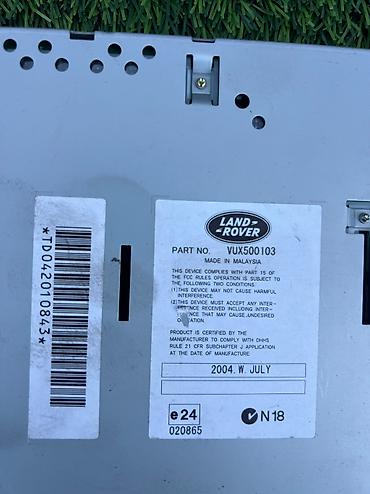 LAND-
ROVER
PART NO. VUX500103
MADE IN MALAYSIA
THIS DEVICE COMPLIES WITH PART 15 OF
THE FCC RULES OPERATION IS SUBJECT TO
THE FOLLOWING TWO CONDITIONS:
(1)THIS DEVICE MAY NOT CAUSE HARMFUL
INTERFERENCE.
(2)THIS DEVICE MUST ACCEPT ANY INTER-
RECEIVED INCLUDING INTER-
FERENCE THAT MAY CAUSE UNDESIRED
OPERATION.
PRODUCT IS CERTIFIED BY THE
MANUFACTURER TO COMPLY WITH DHHS
RULE 21 CFR SUBCHAPTER J APPLICATION
AT THE DATE OF MANUFACTURE
2004. W. JULY
e24
020865
N18
*TD042010843*